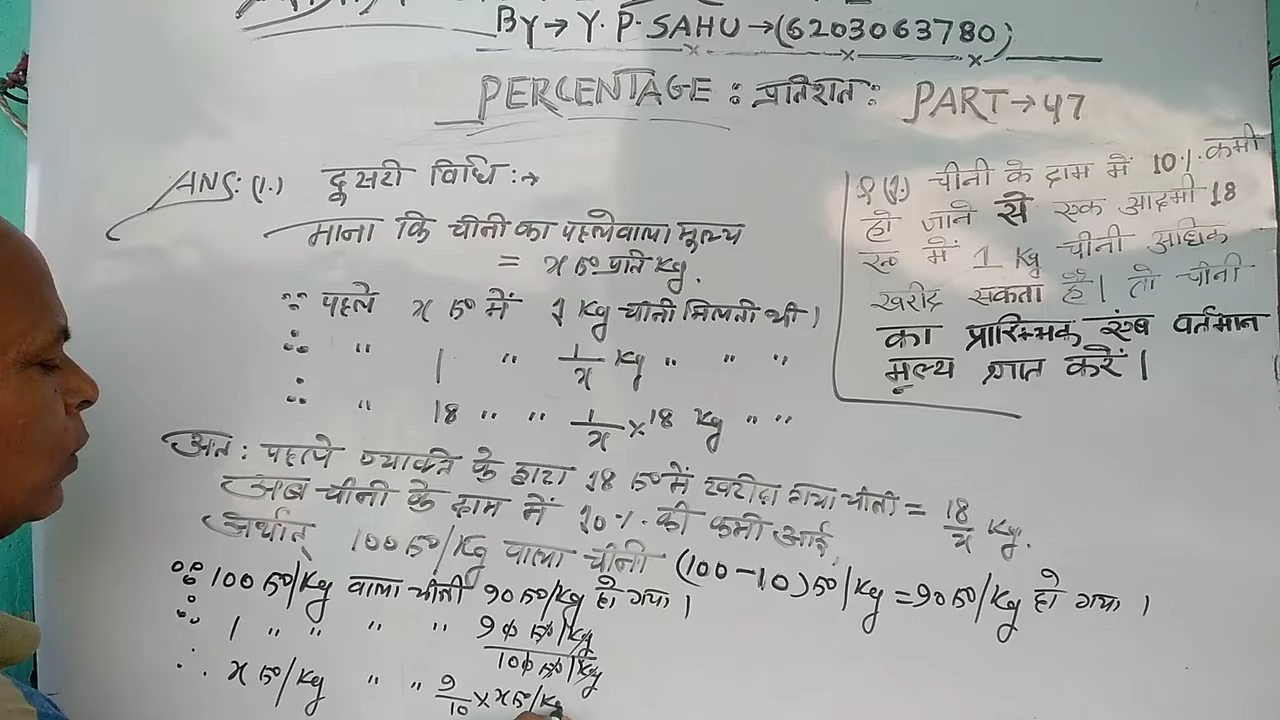 By → Y. P. SAHU → (6203063780)
PERCENTAGE : प्रतिशत : PART → 47
ANS: (1.) दूसरी विधि :→
माना कि चीनी का पहलेवाला मूल्य
= x रु० प्रति Kg.
∵ पहले x रु० में 1 Kg चीनी मिलती थी।
∴ " 1 " 1/x Kg " " "
∴ " 18 " " 1/x × 18 Kg " "
अत: पहले व्यक्ति के द्वारा 18 रु० में खरीदा गया चीनी = 18/x Kg.
अब चीनी के दाम में 10% की कमी आई
अर्थात् 100 रु०/Kg वाला चीनी (100-10) रु०/Kg = 90 रु०/Kg हो गया।
∵ 100 रु०/Kg वाला चीनी 90 रु०/Kg हो गया।
∴ 1 " " " " 90 रु०/Kg / 100 रु०/Kg
∴ x रु०/Kg " " 9/10 × x रु०/Kg
Q (1.) चीनी के दाम में 10% कमी
हो जाने से एक आदमी 18
रू० में 1 Kg चीनी अधिक
खरीद सकता है। तो चीनी
का प्रारम्भिक एंव वर्तमान
मूल्य ज्ञात करें।